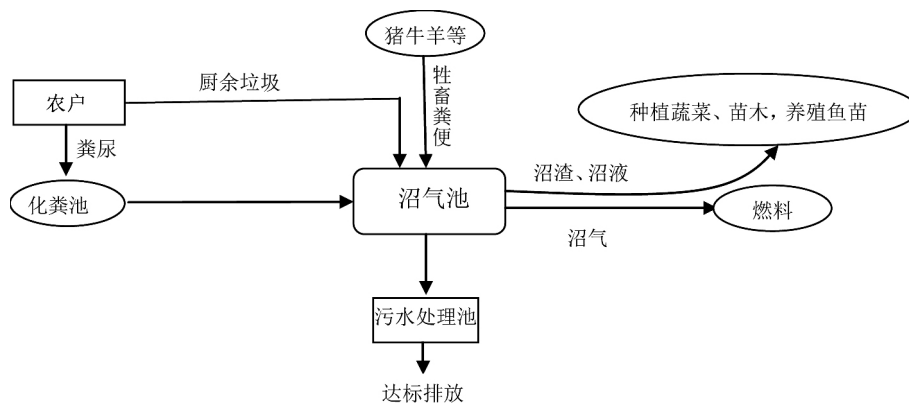 猪牛羊等
厨余垃圾
牲畜粪便
农户
种植蔬菜、苗木，养殖鱼苗
粪尿
沼渣、沼液
化粪池
沼气池
燃料
沼气
污水处理池
达标排放